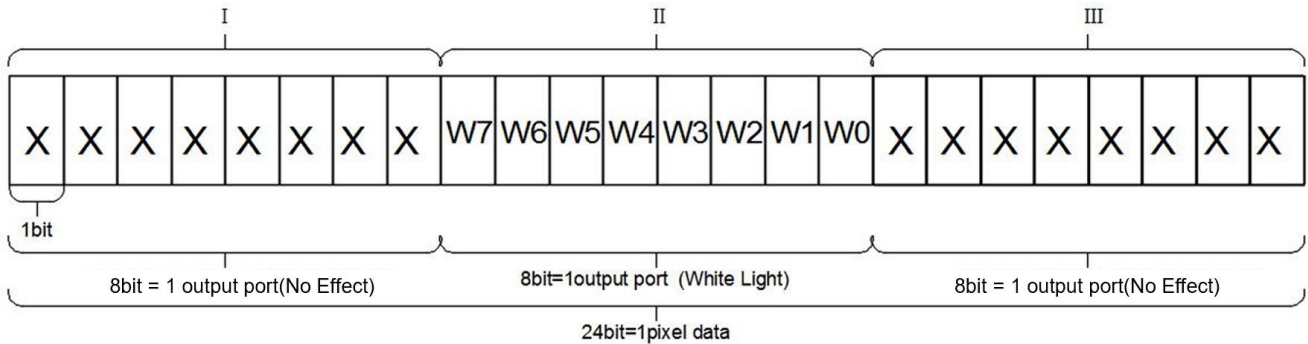 I II III
X X X X X X X X W7 W6 W5 W4 W3 W2 W1 W0 X X X X X X X X
1bit
8bit = 1 output port(No Effect) 8bit=1output port (White Light) 8bit = 1 output port(No Effect)
24bit=1pixel data